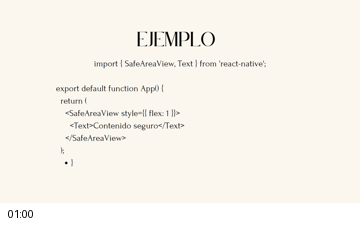 EJEMPLO
import { SafeAreaView, Text } from 'react-native';
export default function App() {
return (
<SafeAreaView style={{ flex: 1 }}>
<Text>Contenido seguro</Text>
</SafeAreaView>
);
• }
01:00